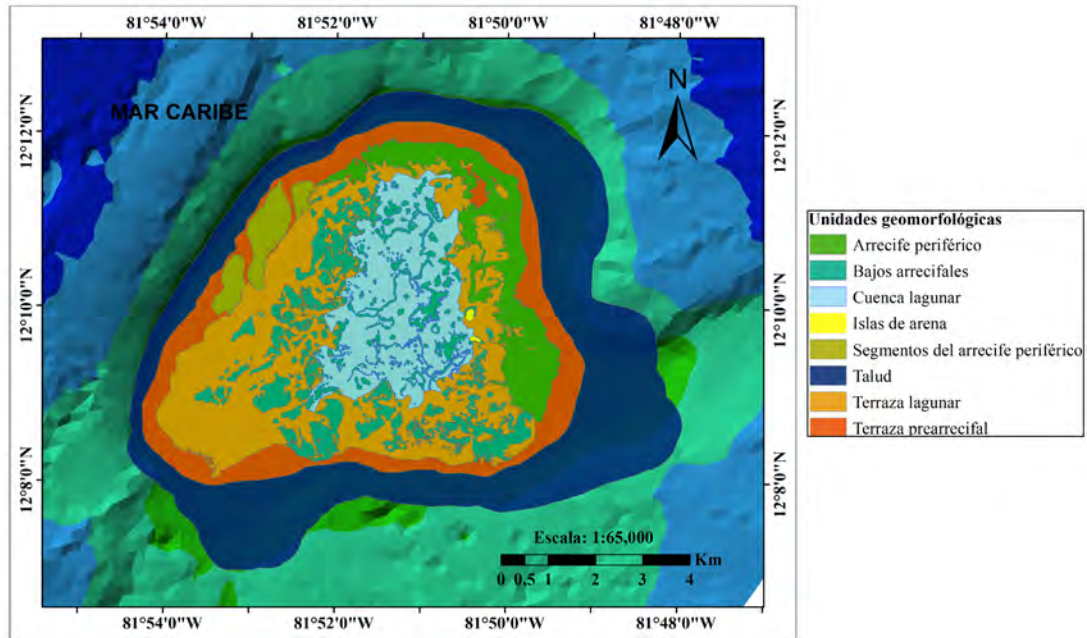 81°54'0"W 81°52'0"W 81°50'0"W 81°48'0"W
MAR CARIBE
N
12°12'0"N 12°12'0"N
12°10'0"N 12°10'0"N
12°8'0"N 12°8'0"N
Escala: 1:65,000
Km
0 0,5 1 2 3 4
81°54'0"W 81°52'0"W 81°50'0"W 81°48'0"W
Unidades geomorfológicas
Arrecife periférico
Bajos arrecifales
Cuenca lagunar
Islas de arena
Segmentos del arrecife periférico
Talud
Terraza lagunar
Terraza prearrecifal